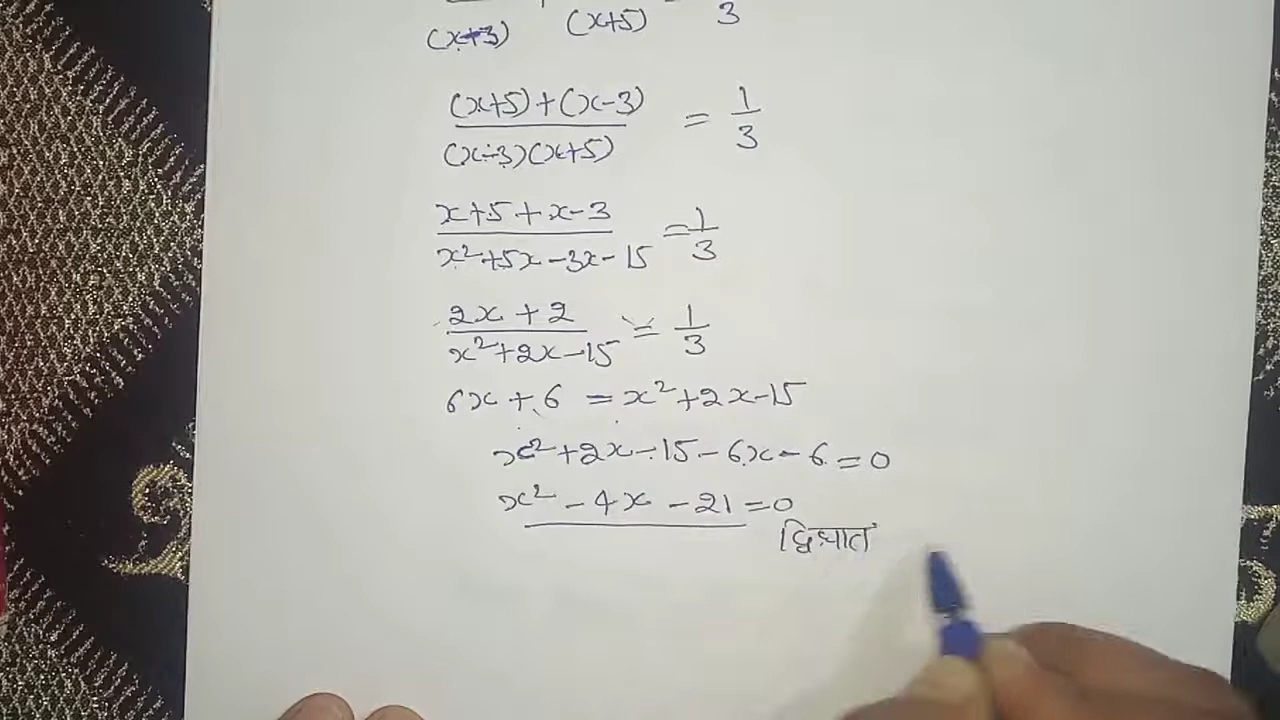 (x-3) (x+5) 3
(x+5)+(x-3) / (x-3)(x+5) = 1/3
x+5+x-3 / x²+5x-3x-15 = 1/3
2x+2 / x²+2x-15 = 1/3
6x+6 = x²+2x-15
x²+2x-15-6x-6=0
x²-4x-21=0
द्विघात